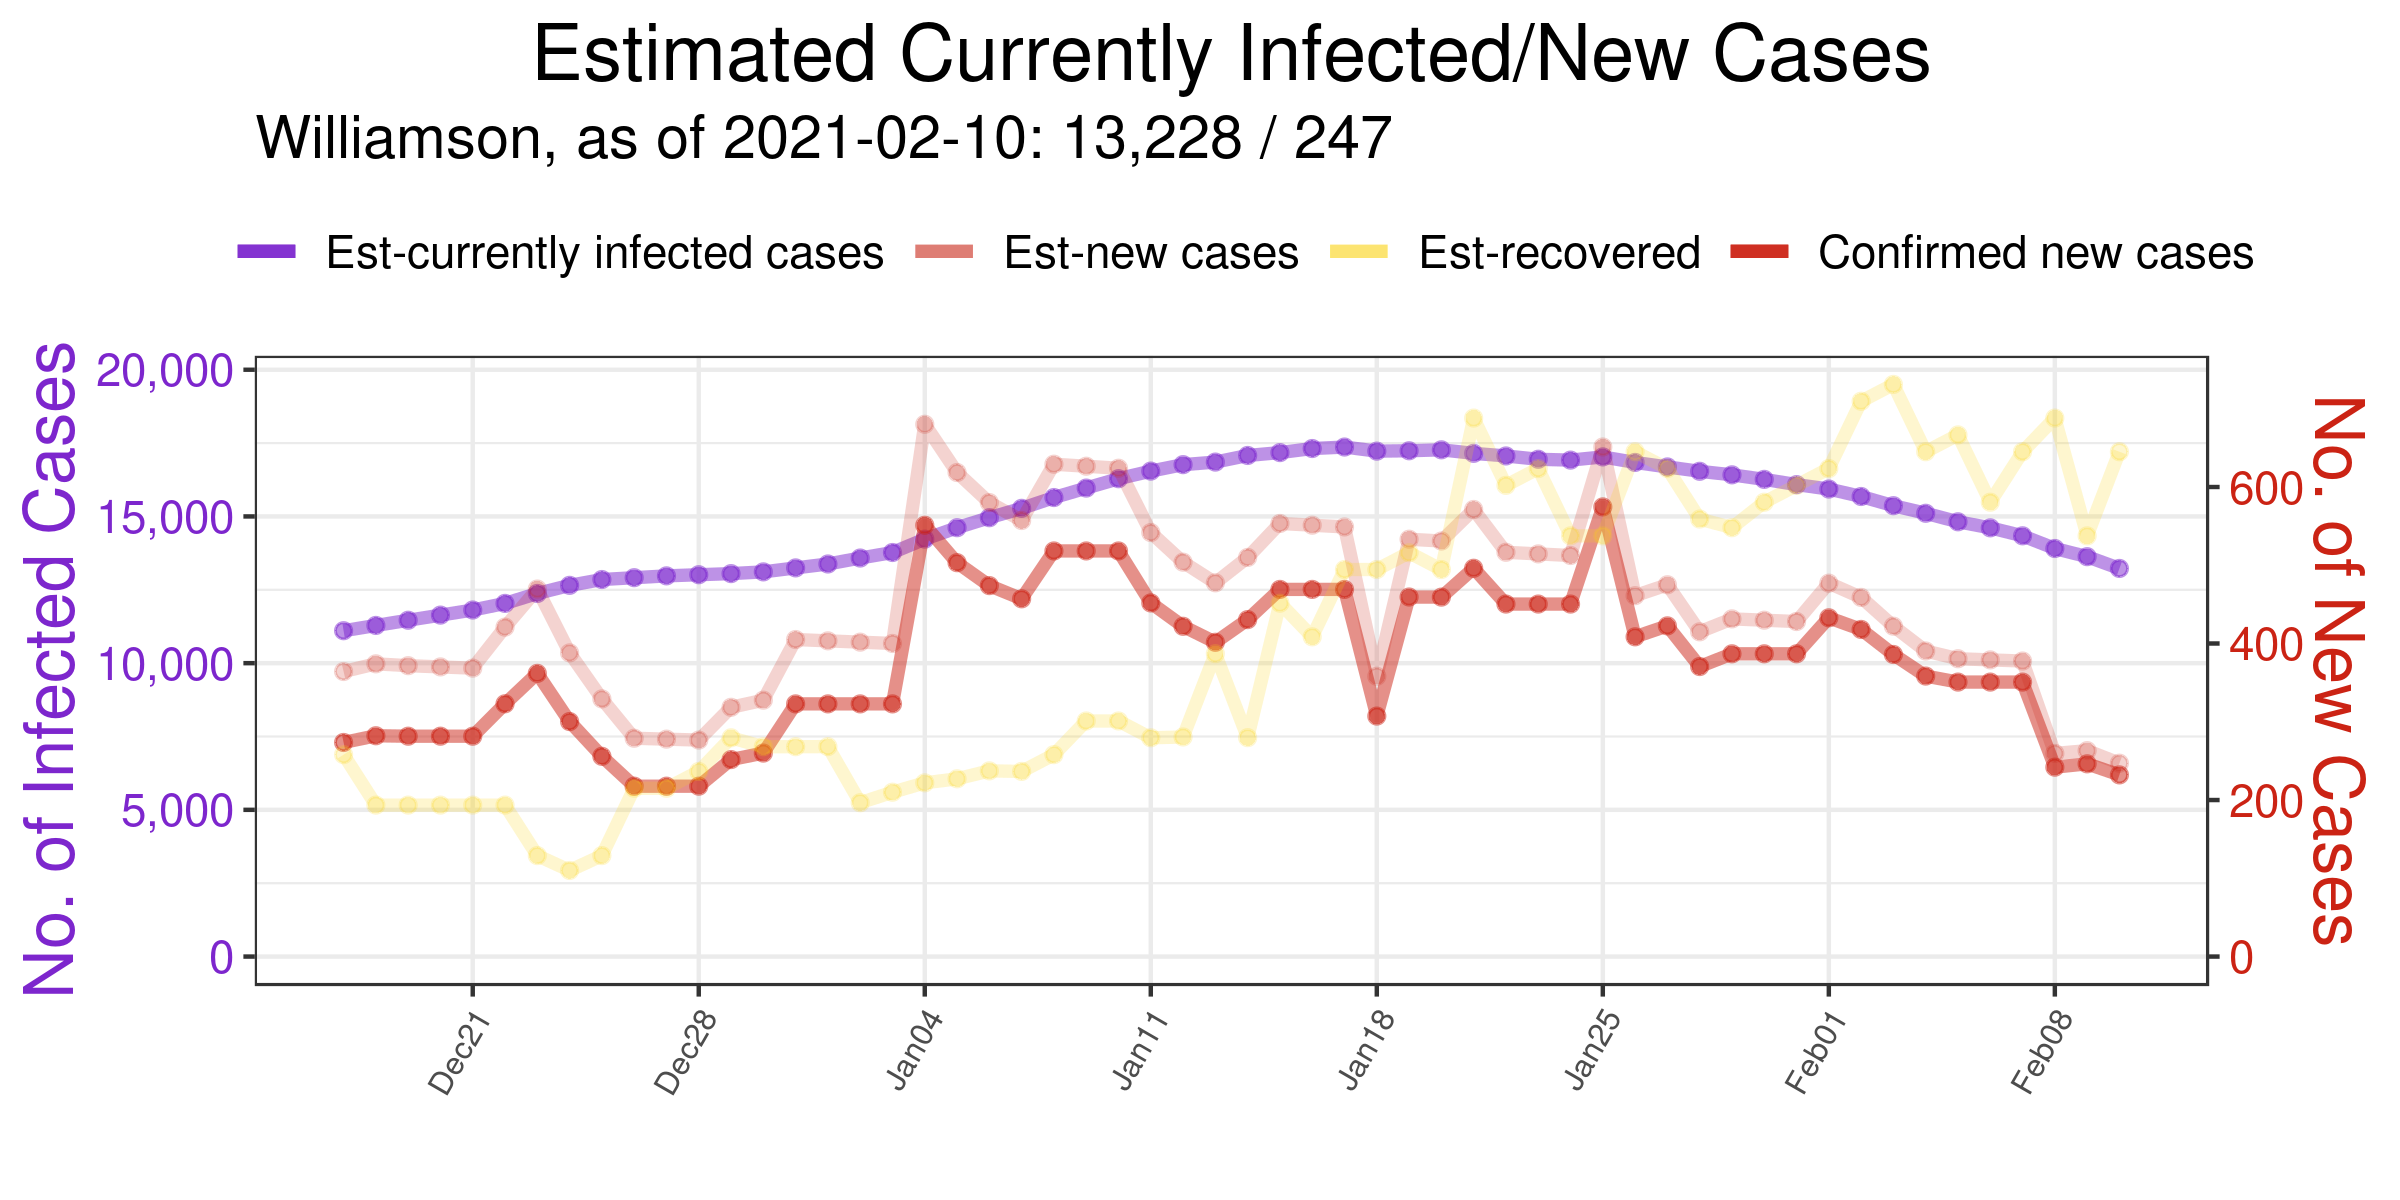 Estimated Currently Infected/New Cases
Williamson, as of 2021-02-10: 13,228 / 247
Est-currently infected cases Est-new cases Est-recovered Confirmed new cases
No. of Infected Cases
20,000
15,000
10,000
5,000
0
600
400
200
0
No. of New Cases
Dec21 Dec28 Jan04 Jan11 Jan18 Jan25 Feb01 Feb08